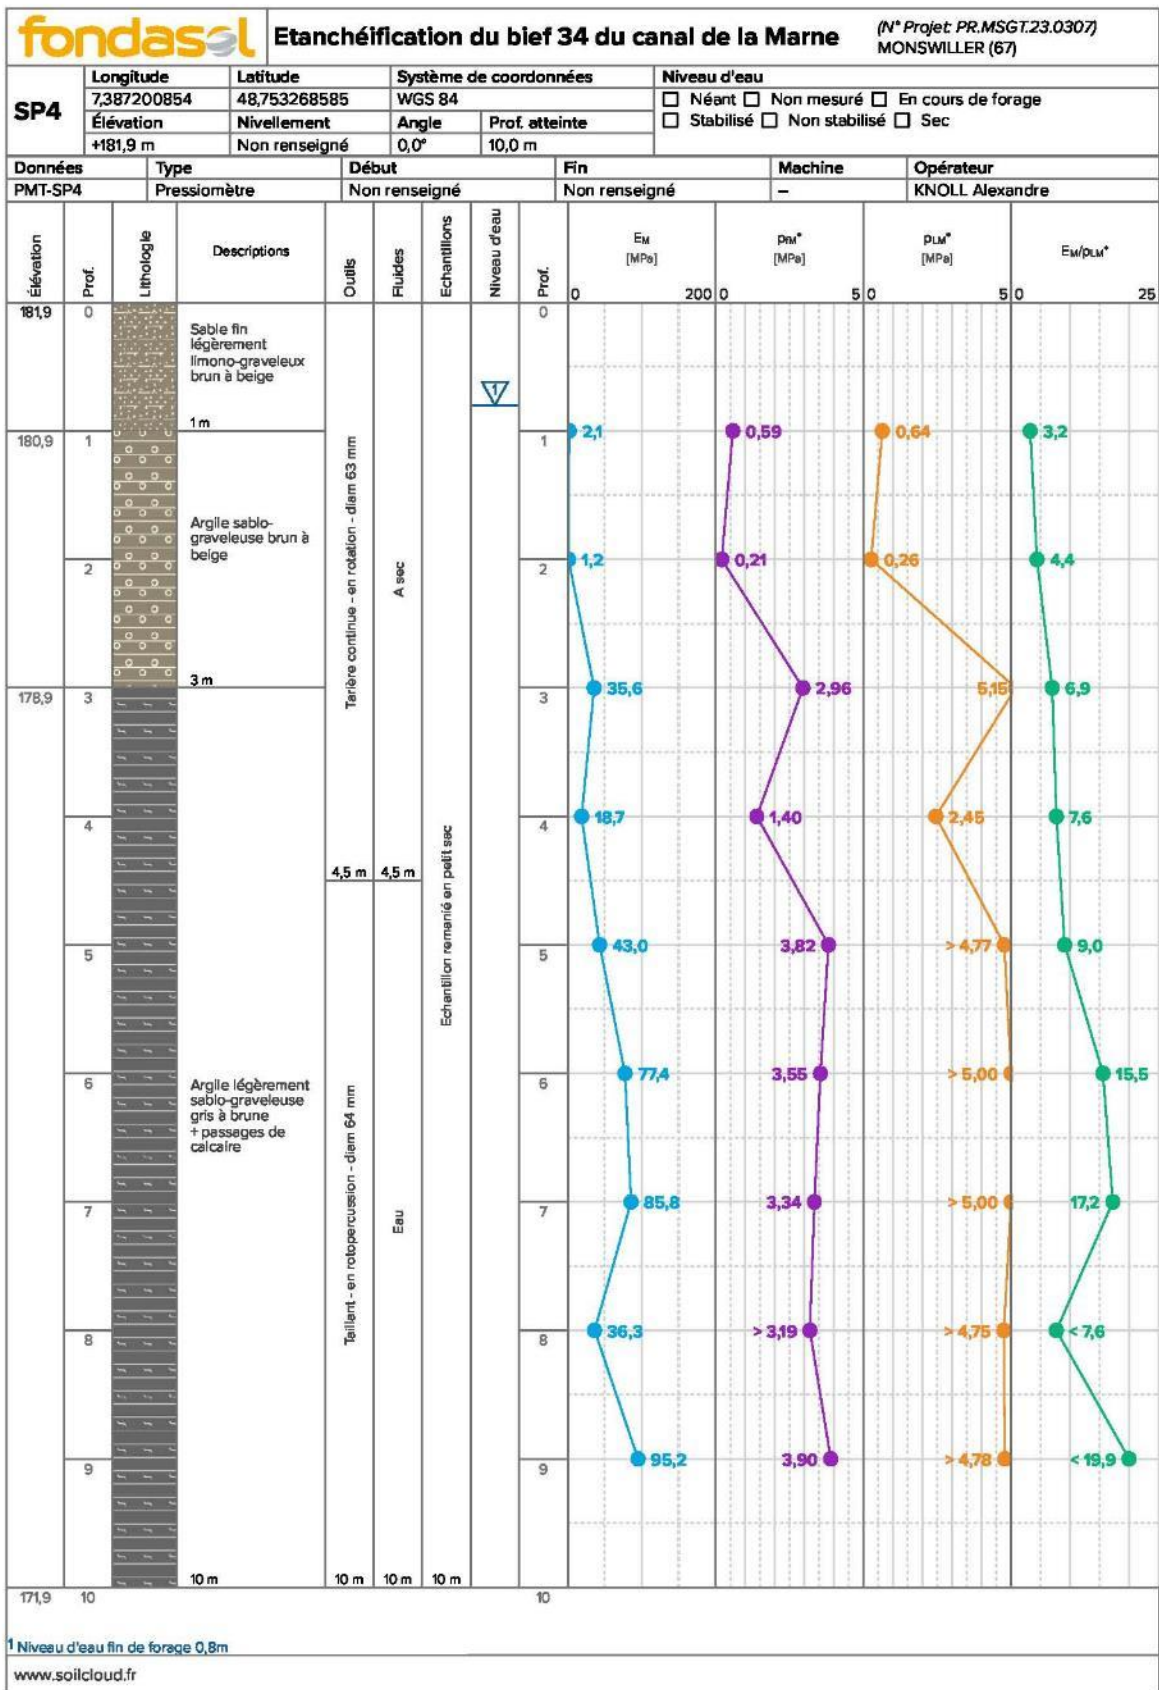 fondasol
Etanchéification du bief 34 du canal de la Marne
(N° Projet: PR.MSGT.23.0307)
MONSWILLER (67)
SP4
Longitude Latitude Système de coordonnées Niveau d'eau
7,387200854 48,753268585 WGS 84
☐ Néant ☐ Non mesuré ☐ En cours de forage
Élévation Nivellement Angle Prof. atteinte
☐ Stabilisé ☐ Non stabilisé ☐ Sec
+181,9 m Non renseigné 0,0° 10,0 m
Données Type Début Fin Machine Opérateur
PMT-SP4 Pressiomètre Non renseigné Non renseigné – KNOLL Alexandre
Élévation
Prof.
Lithologie
Descriptions
Outils
Fluides
Echantillons
Niveau d'eau
Prof.
EM
[MPa]
0 200
pfM*
[MPa]
0 5
pLM*
[MPa]
0 5
EM/pLM*
0 25
181,9 0 0
Sable fin
légèrement
limono-graveleux
brun à beige
1
1 m
180,9 1 1 2,1 0,59 0,64 3,2
Argile sablo-
graveleuse brun à
beige
2 2 1,2 0,21 0,26 4,4
3 m
178,9 3 3 35,6 2,96 5,15 6,9
4 4 18,7 1,40 2,45 7,6
Tarière continue - en rotation - diam 63 mm
A sec
4,5 m 4,5 m
Echantillon remanié en petit sac
5 5 43,0 3,82 > 4,77 9,0
6 6 77,4 3,55 > 5,00 15,5
Argile légèrement
sablo-graveleuse
gris à brune
+ passages de
calcaire
Taillant - en rotopercussion - diam 64 mm
Eau
7 7 85,8 3,34 > 5,00 17,2
8 8 36,3 > 3,19 > 4,75 < 7,6
9 9 95,2 3,90 > 4,78 < 19,9
10 m 10 m 10 m 10 m
171,9 10 10
1 Niveau d'eau fin de forage 0,8m
www.soilcloud.fr